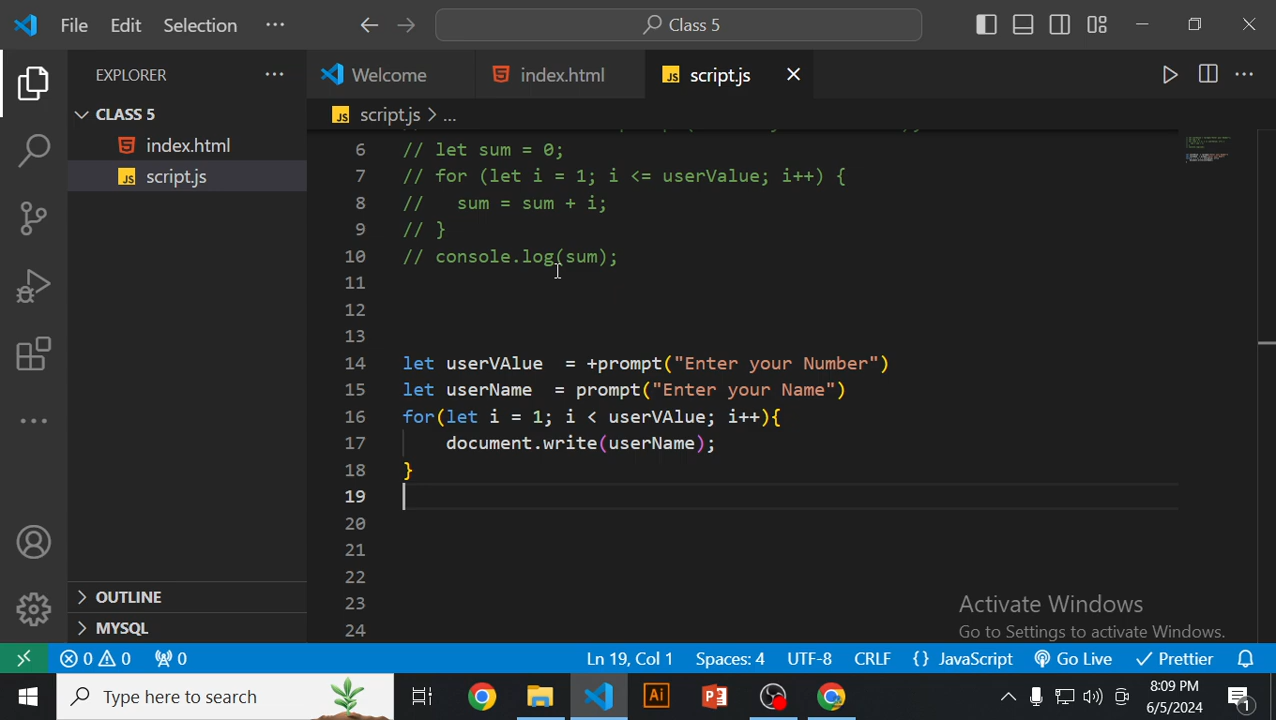 File Edit Selection ···
Class 5
EXPLORER ···
Welcome
index.html
script.js
CLASS 5
index.html
script.js
script.js > ...
6 // let sum = 0;
7 // for (let i = 1; i <= userValue; i++) {
8 //   sum = sum + i;
9 // }
10 // console.log(sum);
11
12
13
14 let userVAlue  = +prompt("Enter your Number")
15 let userName  = prompt("Enter your Name")
16 for(let i = 1; i < userVAlue; i++){
17     document.write(userName);
18 }
19
20
21
22
23
24
OUTLINE
MYSQL
Activate Windows
Go to Settings to activate Windows.
0 0 0
Ln 19, Col 1 Spaces: 4 UTF-8 CRLF {} JavaScript Go Live Prettier
Type here to search
Ai
8:09 PM
6/5/2024
1